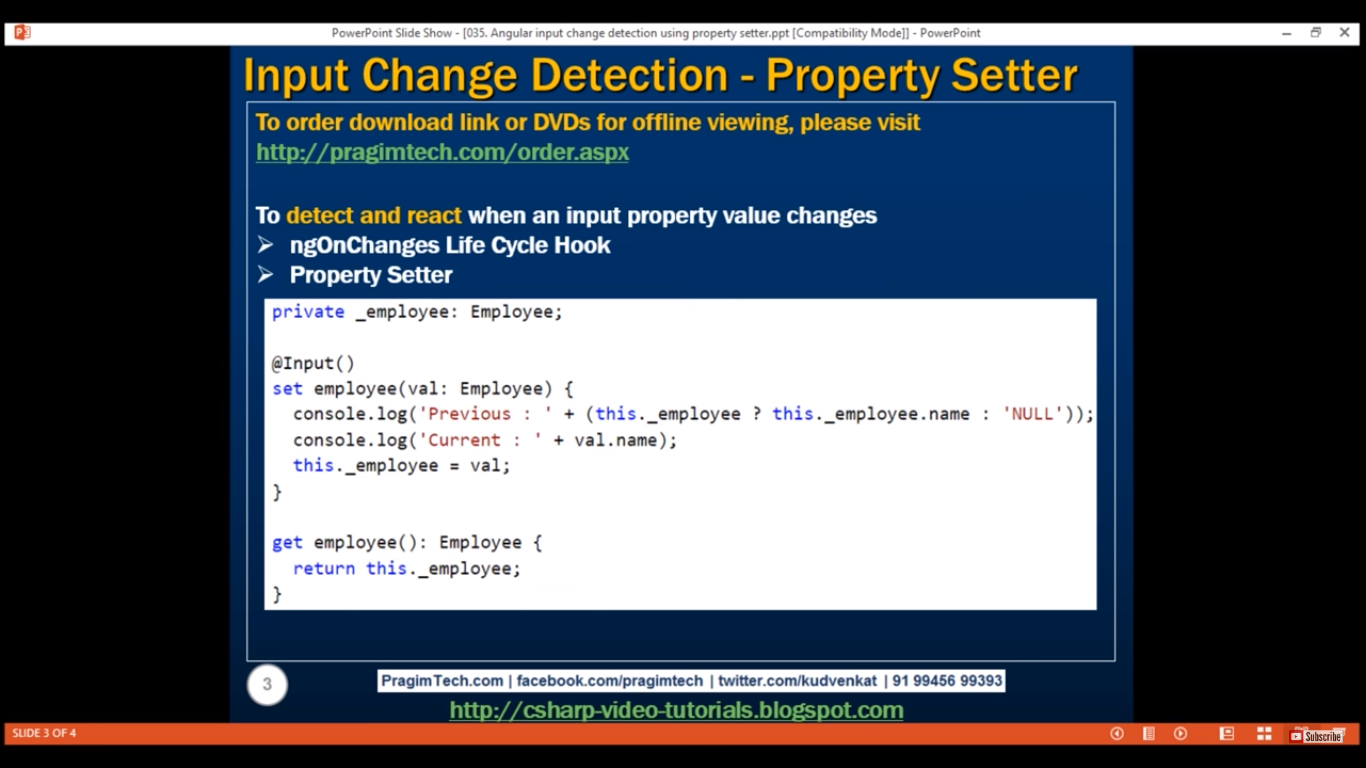 PowerPoint Slide Show - [035. Angular input change detection using property setter.ppt [Compatibility Mode]] - PowerPoint
Input Change Detection - Property Setter
To order download link or DVDs for offline viewing, please visit
http://pragimtech.com/order.aspx
To detect and react when an input property value changes
ngOnChanges Life Cycle Hook
Property Setter
private _employee: Employee;
@Input()
set employee(val: Employee) {
console.log('Previous : ' + (this._employee ? this._employee.name : 'NULL'));
console.log('Current : ' + val.name);
this._employee = val;
}
get employee(): Employee {
return this._employee;
}
3
PragimTech.com | facebook.com/pragimtech | twitter.com/kudvenkat | 91 99456 99393
http://csharp-video-tutorials.blogspot.com
SLIDE 3 OF 4
Subscribe